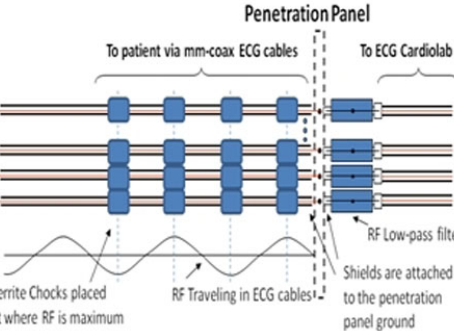 Penetration Panel
To patient via mm-coax ECG cables
To ECG Cardiolab
RF Low-pass filte
errite Chocks placed
t where RF is maximum
RF Traveling in ECG cables
Shields are attached
to the penetration
panel ground